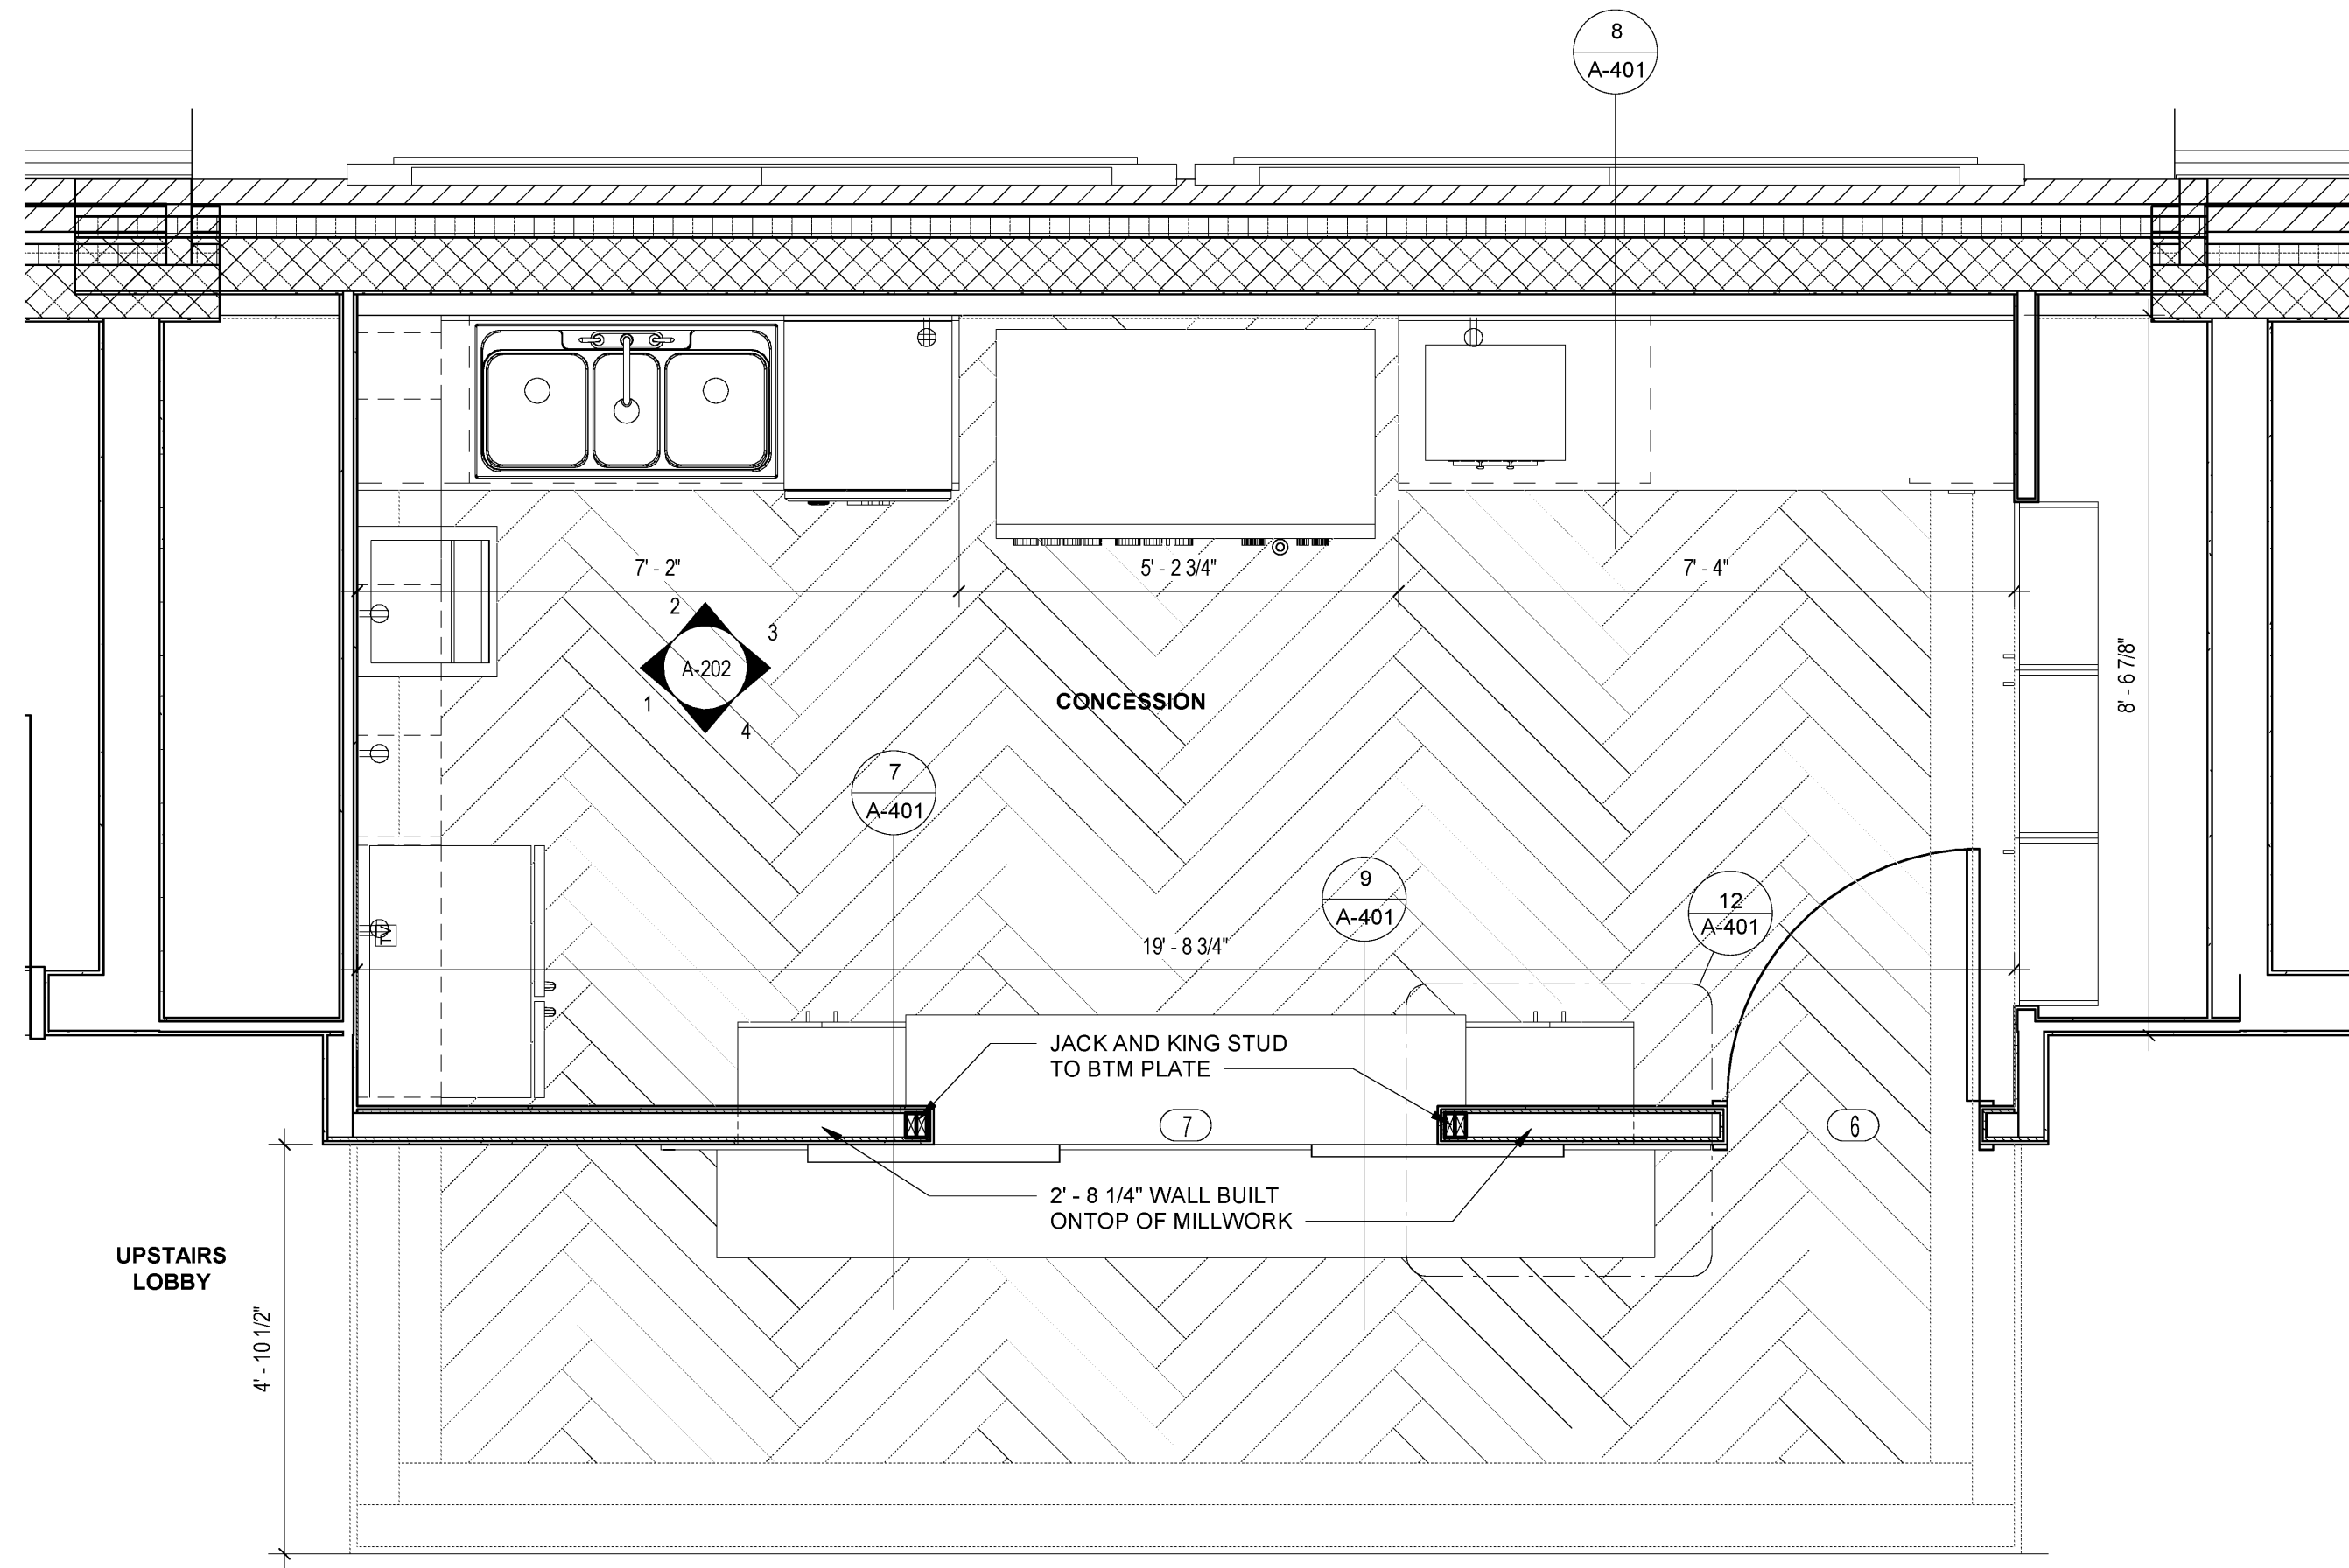 8
A-401
7' - 2"
5' - 2 3/4"
7' - 4"
2
3
A-202
1
4
8' - 6 7/8"
CONCESSION
7
A-401
9
A-401
12
A-401
19' - 8 3/4"
JACK AND KING STUD
TO BTM PLATE
7
6
2' - 8 1/4" WALL BUILT
ONTOP OF MILLWORK
UPSTAIRS
LOBBY
4' - 10 1/2"